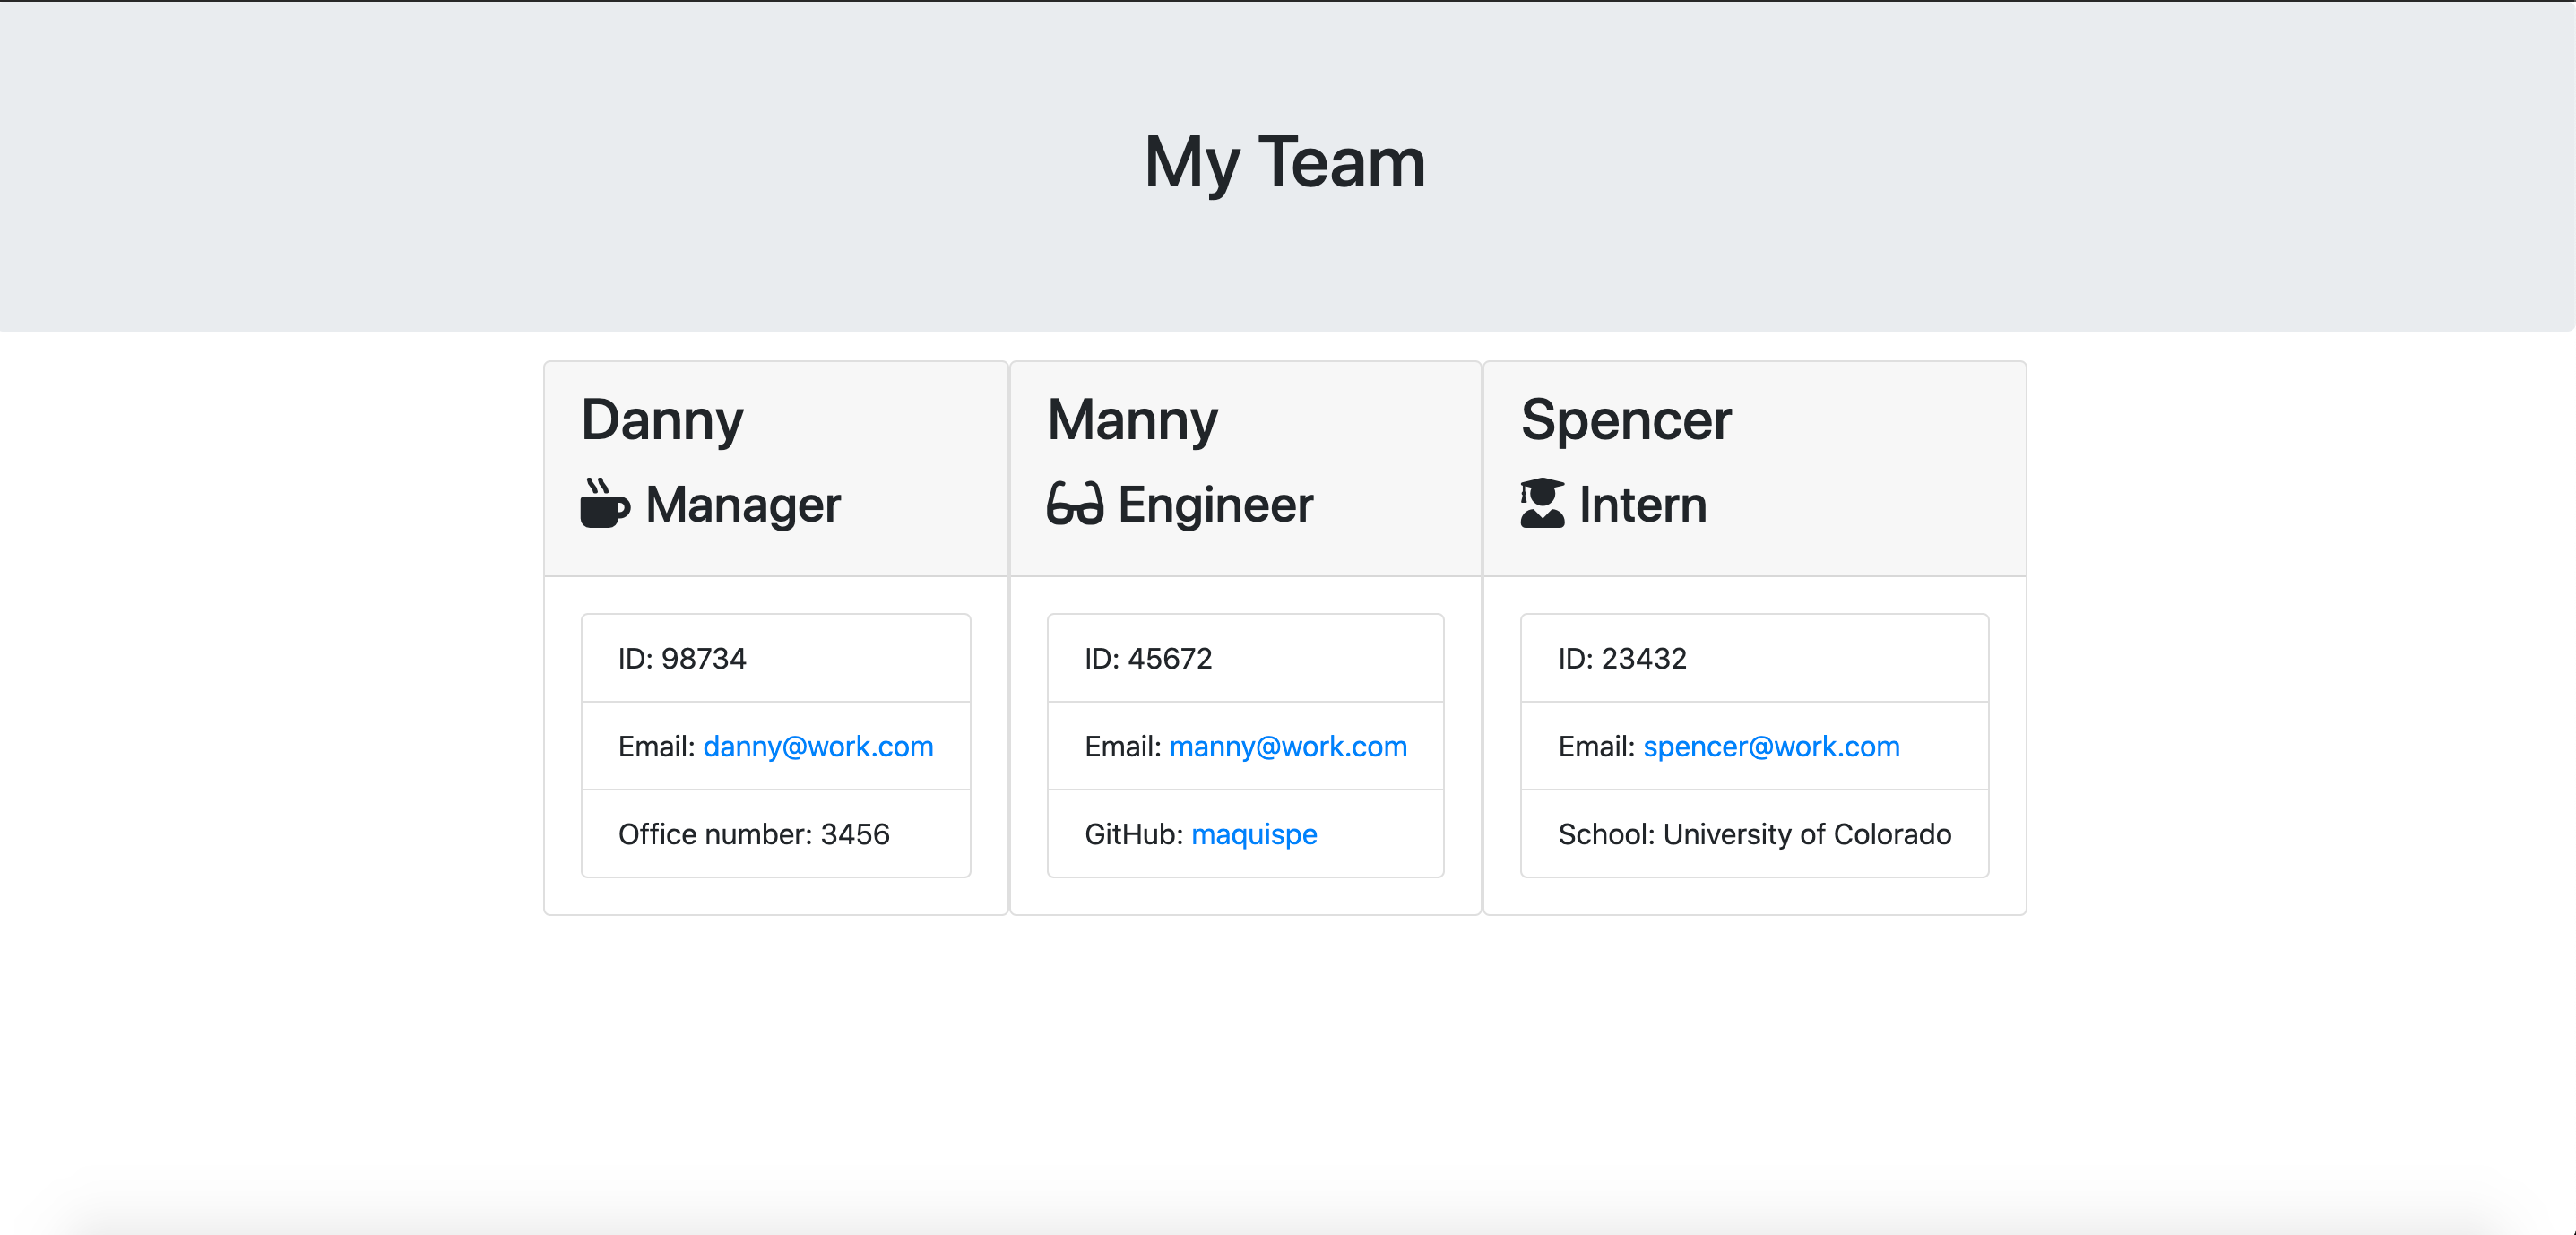 My Team
Danny
Manager
ID: 98734
Email: danny@work.com
Office number: 3456
Manny
Engineer
ID: 45672
Email: manny@work.com
GitHub: maquispe
Spencer
Intern
ID: 23432
Email: spencer@work.com
School: University of Colorado